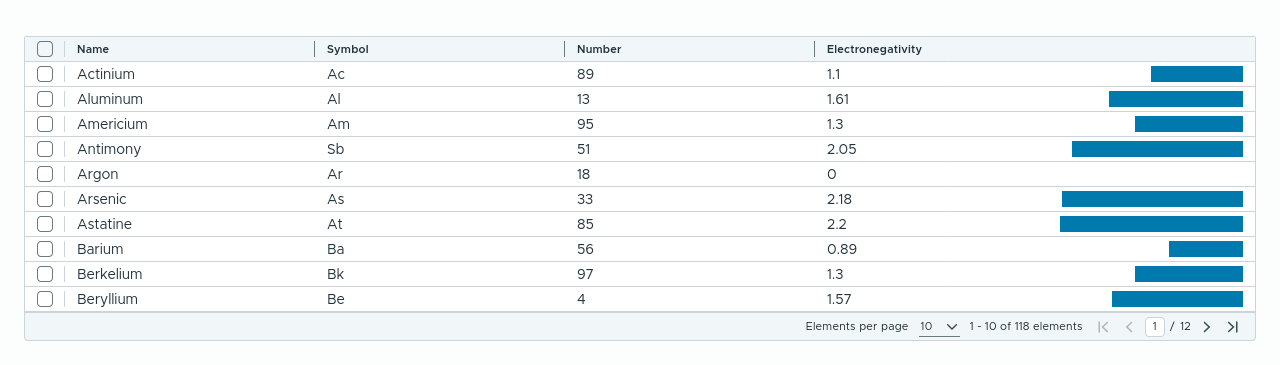 Name Symbol Number Electronegativity
Actinium Ac 89 1.1
Aluminum Al 13 1.61
Americium Am 95 1.3
Antimony Sb 51 2.05
Argon Ar 18 0
Arsenic As 33 2.18
Astatine At 85 2.2
Barium Ba 56 0.89
Berkelium Bk 97 1.3
Beryllium Be 4 1.57
Elements per page 10 1 - 10 of 118 elements 1 / 12